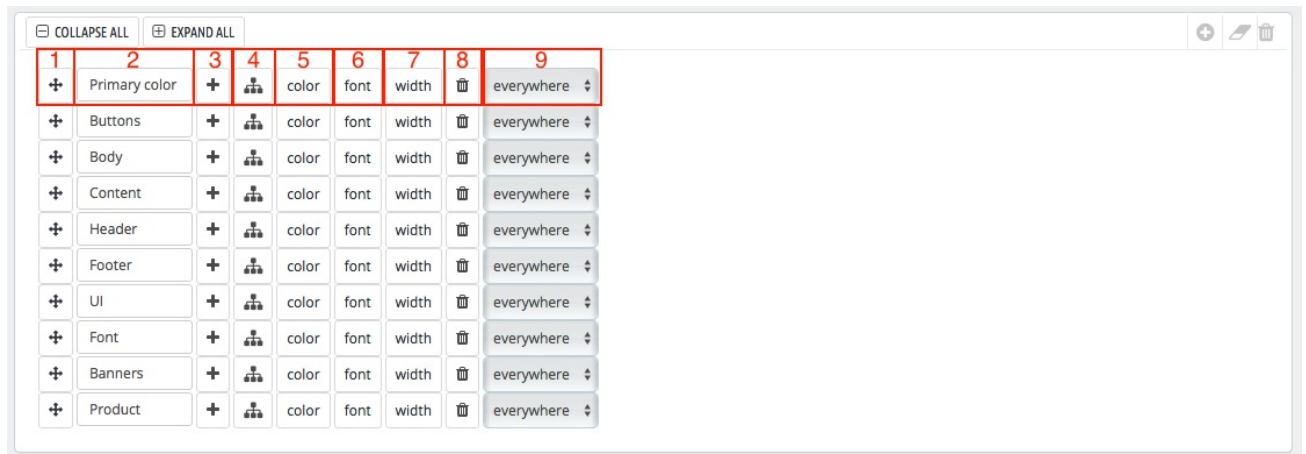 COLLAPSE ALL EXPAND ALL
1 2 3 4 5 6 7 8 9
Primary color color font width everywhere
Buttons color font width everywhere
Body color font width everywhere
Content color font width everywhere
Header color font width everywhere
Footer color font width everywhere
UI color font width everywhere
Font color font width everywhere
Banners color font width everywhere
Product color font width everywhere